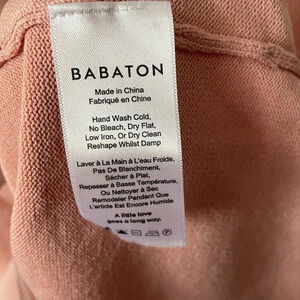 BABATON
Made in China
Fabriqué en Chine
Hand Wash Cold,
No Bleach, Dry Flat,
Low Iron, Or Dry Clean
Reshape Whilst Damp
Laver à La Main à L'eau Froide,
Pas De Blanchiment,
Sécher à Plat,
Repasser à Basse Température,
Ou Nettoyer à Sec
Remodeler Pendant Que
L'article Est Encore Humide
A little love
goes a long way.